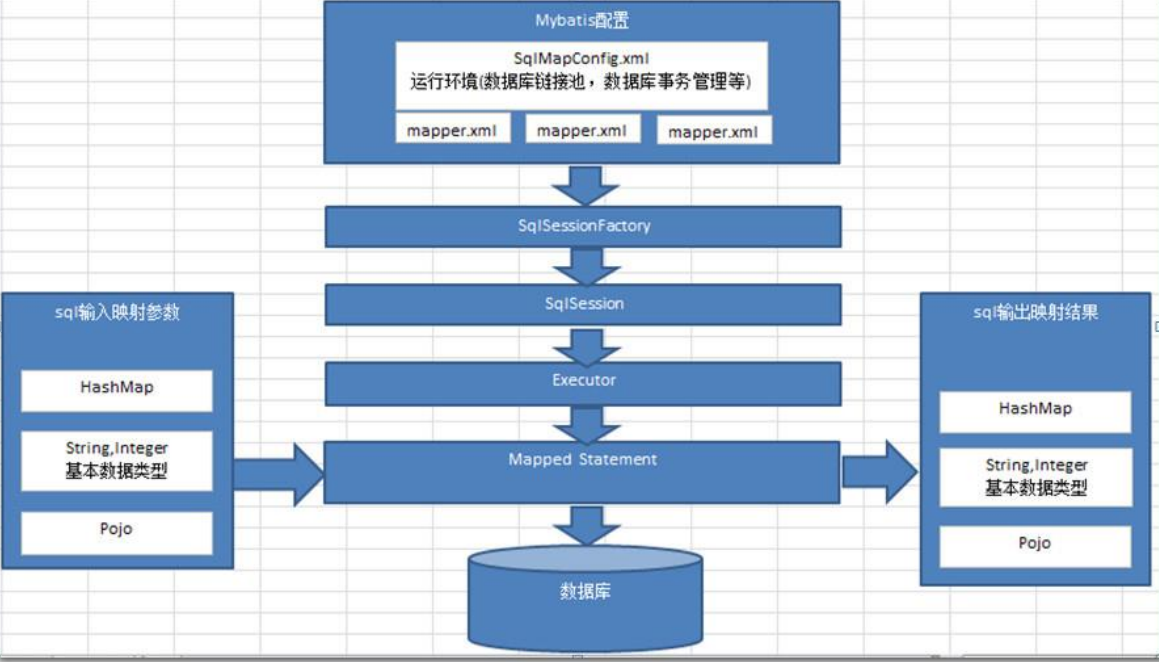 Mybatis配置
SqlMapConfig.xml
运行环境(数据库链接池，数据库事务管理等)
mapper.xml
mapper.xml
mapper.xml
SqlSessionFactory
SqlSession
Executor
Mapped Statement
数据库
sql输入映射参数
HashMap
String,Integer
基本数据类型
Pojo
sql输出映射结果
HashMap
String,Integer
基本数据类型
Pojo